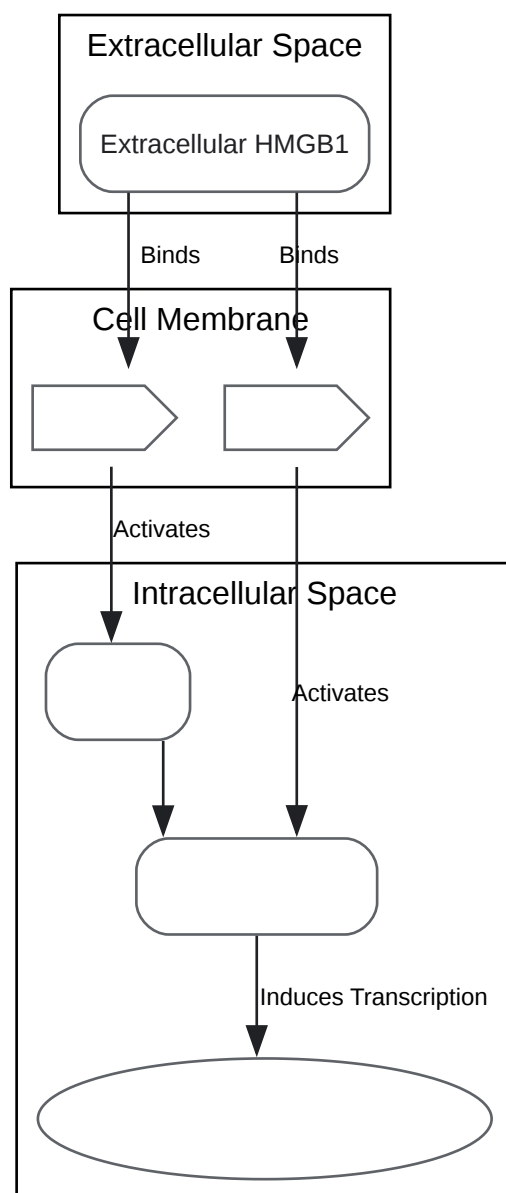 Extracellular Space
Extracellular HMGB1
Binds
Binds
Cell Membrane
Activates
Intracellular Space
Activates
Induces Transcription